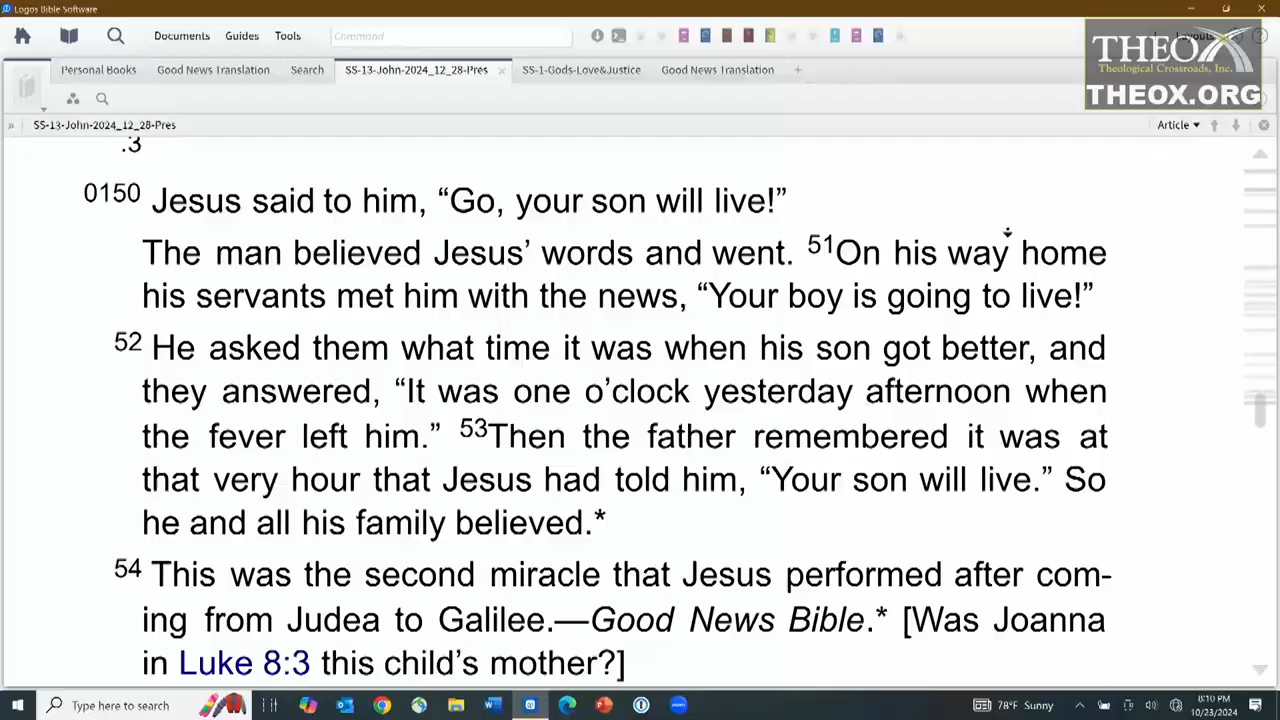 Logos Bible Software
Documents Guides Tools Command
THEOX
Theological Crossroads, Inc.
THEOX.ORG
Personal Books Good News Translation Search SS-13-John-2024_12_28-Pres SS-1-Gods-Love&Justice Good News Translation
SS-13-John-2024_12_28-Pres Article
.3
0150 Jesus said to him, “Go, your son will live!”
The man believed Jesus’ words and went. 51On his way home
his servants met him with the news, “Your boy is going to live!”
52 He asked them what time it was when his son got better, and
they answered, “It was one o’clock yesterday afternoon when
the fever left him.” 53Then the father remembered it was at
that very hour that Jesus had told him, “Your son will live.” So
he and all his family believed.*
54 This was the second miracle that Jesus performed after com-
ing from Judea to Galilee.—Good News Bible.* [Was Joanna
in Luke 8:3 this child’s mother?]
Type here to search 78°F Sunny 8:10 PM
10/23/2024